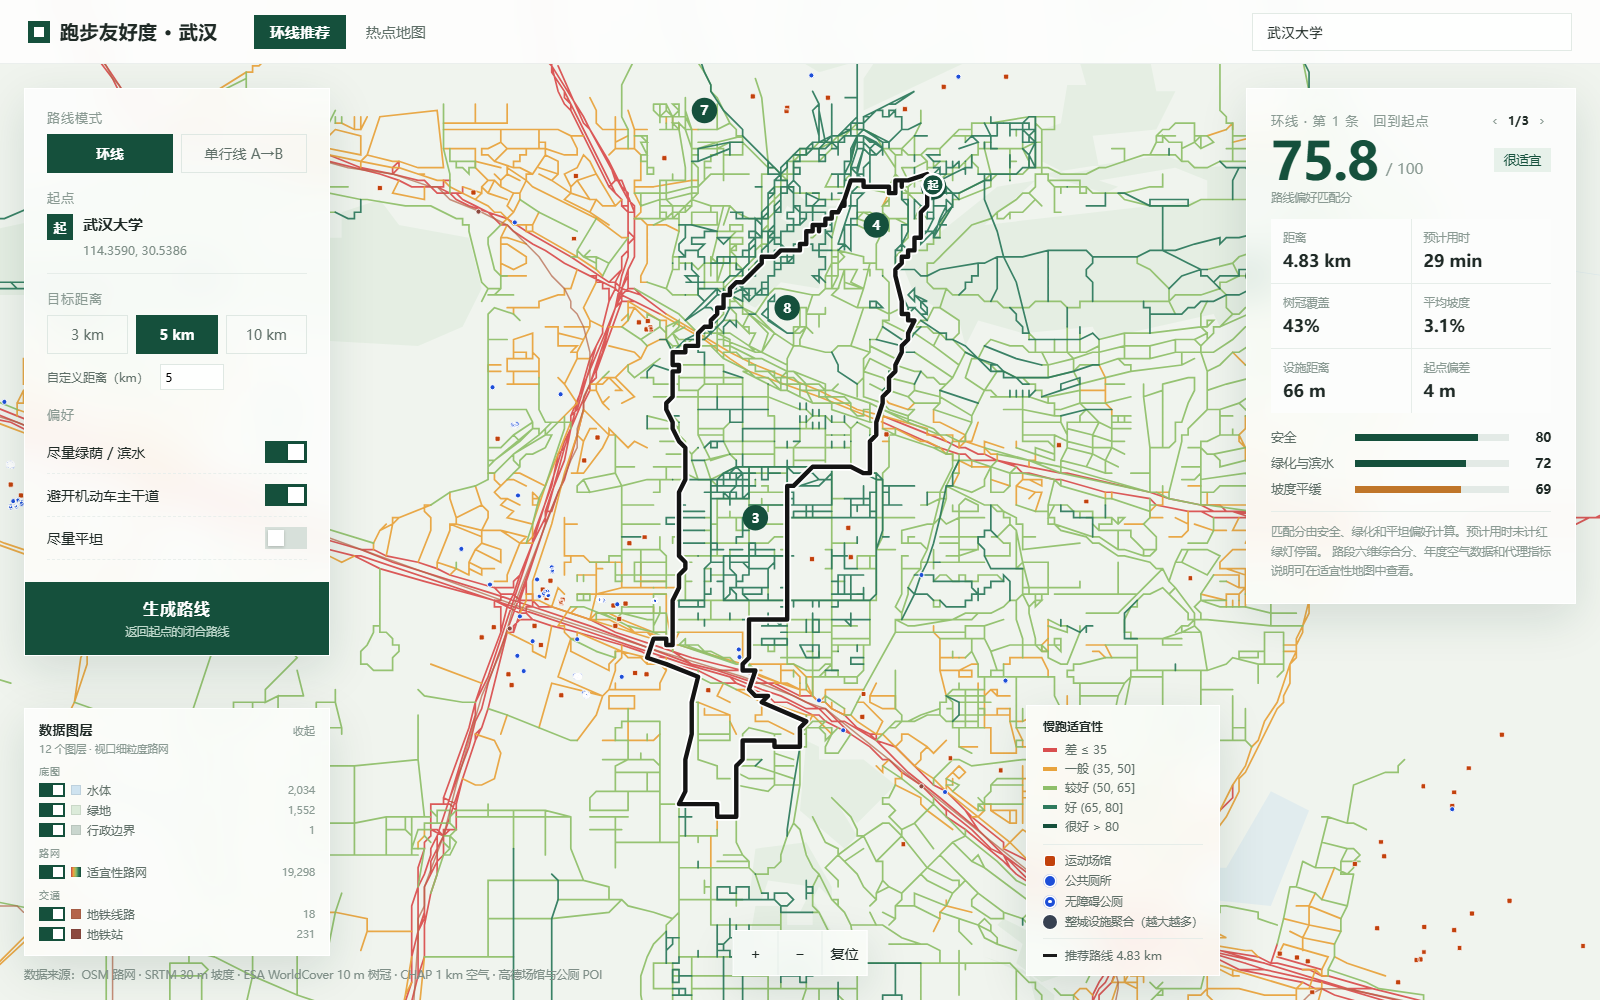 跑步友好度·武汉
环线推荐
热点地图
武汉大学
路线模式
环线
单行线 A→B
起点
起
武汉大学
114.3590, 30.5386
目标距离
3 km
5 km
10 km
自定义距离（km）
5
偏好
尽量绿荫 / 滨水
避开机动车主干道
尽量平坦
生成路线
返回起点的闭合路线
数据图层
收起
12 个图层 · 视口细粒度路网
底图
水体
2,034
绿地
1,552
行政边界
1
路网
适宜性路网
19,298
交通
地铁线路
18
地铁站
231
数据来源：OSM 路网 · SRTM 30 m 坡度 · ESA WorldCover 10 m 树冠 · CHAP 1 km 空气 · 高德场馆与公厕 POI
7
起
4
8
3
+
−
复位
环线 · 第 1 条
回到起点
‹ 1/3 ›
75.8 / 100
很适宜
路线偏好匹配分
距离
4.83 km
预计用时
29 min
树冠覆盖
43%
平均坡度
3.1%
设施距离
66 m
起点偏差
4 m
安全
80
绿化与滨水
72
坡度平缓
69
匹配分由安全、绿化和平坦偏好计算。预计用时未计红
绿灯停留。 路段六维综合分、年度空气数据和代理指标
说明可在适宜性地图中查看。
慢跑适宜性
差 ≤ 35
一般 (35, 50]
较好 (50, 65]
好 (65, 80]
很好 > 80
运动场馆
公共厕所
无障碍公厕
整城设施聚合（越大越多）
推荐路线 4.83 km